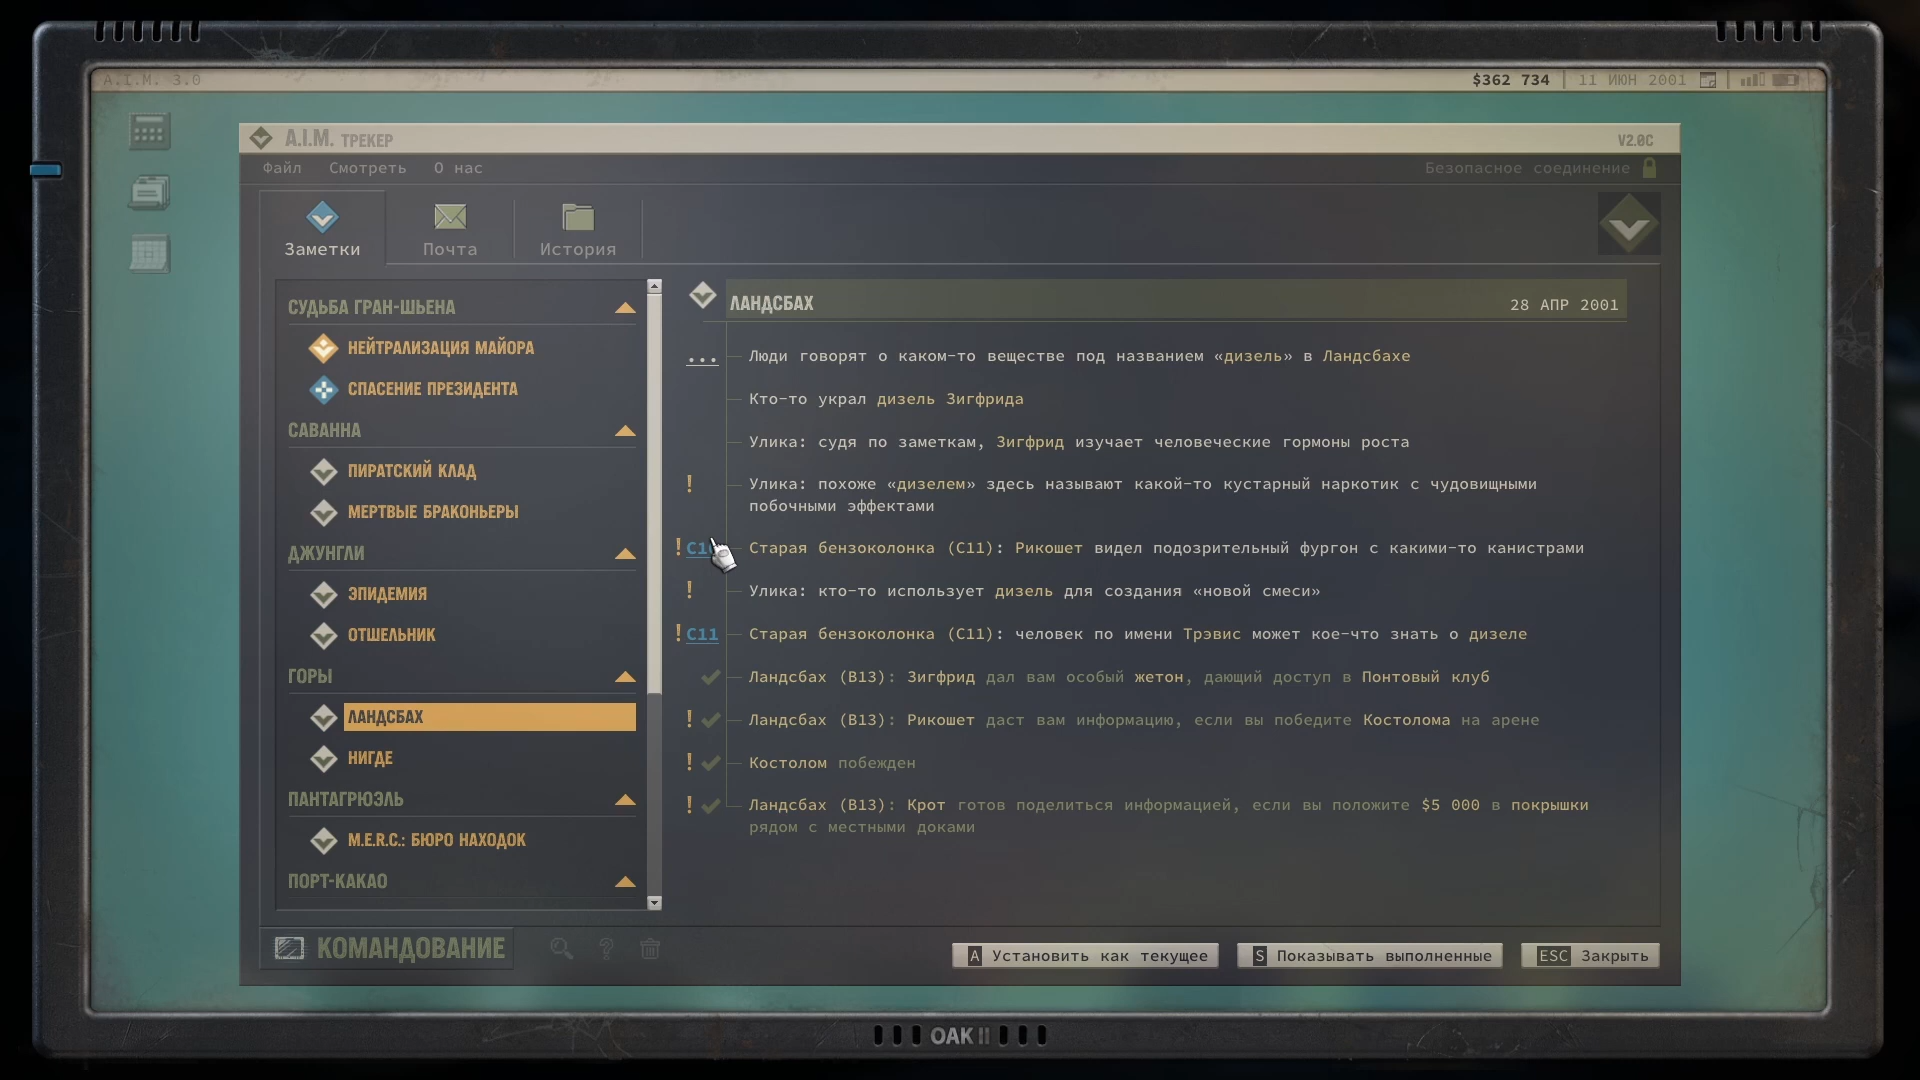 A.I.M. 3.0
$362 734
11 ИЮН 2001
A.I.M. ТРЕКЕР
V2.0C
Файл
Смотреть
О нас
Безопасное соединение
Заметки
Почта
История
СУДЬБА ГРАН-ШЬЕНА
НЕЙТРАЛИЗАЦИЯ МАЙОРА
СПАСЕНИЕ ПРЕЗИДЕНТА
САВАННА
ПИРАТСКИЙ КЛАД
МЕРТВЫЕ БРАКОНЬЕРЫ
ДЖУНГЛИ
ЭПИДЕМИЯ
ОТШЕЛЬНИК
ГОРЫ
ЛАНДСБАХ
НИГДЕ
ПАНТАГРЮЭЛЬ
M.E.R.C.: БЮРО НАХОДОК
ПОРТ-КАКАО
ЛАНДСБАХ
28 АПР 2001
... Люди говорят о каком-то веществе под названием «дизель» в Ландсбахе
Кто-то украл дизель Зигфрида
Улика: судя по заметкам, Зигфрид изучает человеческие гормоны роста
! Улика: похоже «дизелем» здесь называют какой-то кустарный наркотик с чудовищными
побочными эффектами
! Старая бензоколонка (C11): Рикошет видел подозрительный фургон с какими-то канистрами
! Улика: кто-то использует дизель для создания «новой смеси»
! C11 Старая бензоколонка (C11): человек по имени Трэвис может кое-что знать о дизеле
Ландсбах (B13): Зигфрид дал вам особый жетон, дающий доступ в Понтовый клуб
! Ландсбах (B13): Рикошет даст вам информацию, если вы победите Костолома на арене
! Костолом побежден
! Ландсбах (B13): Крот готов поделиться информацией, если вы положите $5 000 в покрышки
рядом с местными доками
КОМАНДОВАНИЕ
?
A Установить как текущее
S Показывать выполненные
ESC Закрыть
OAK II